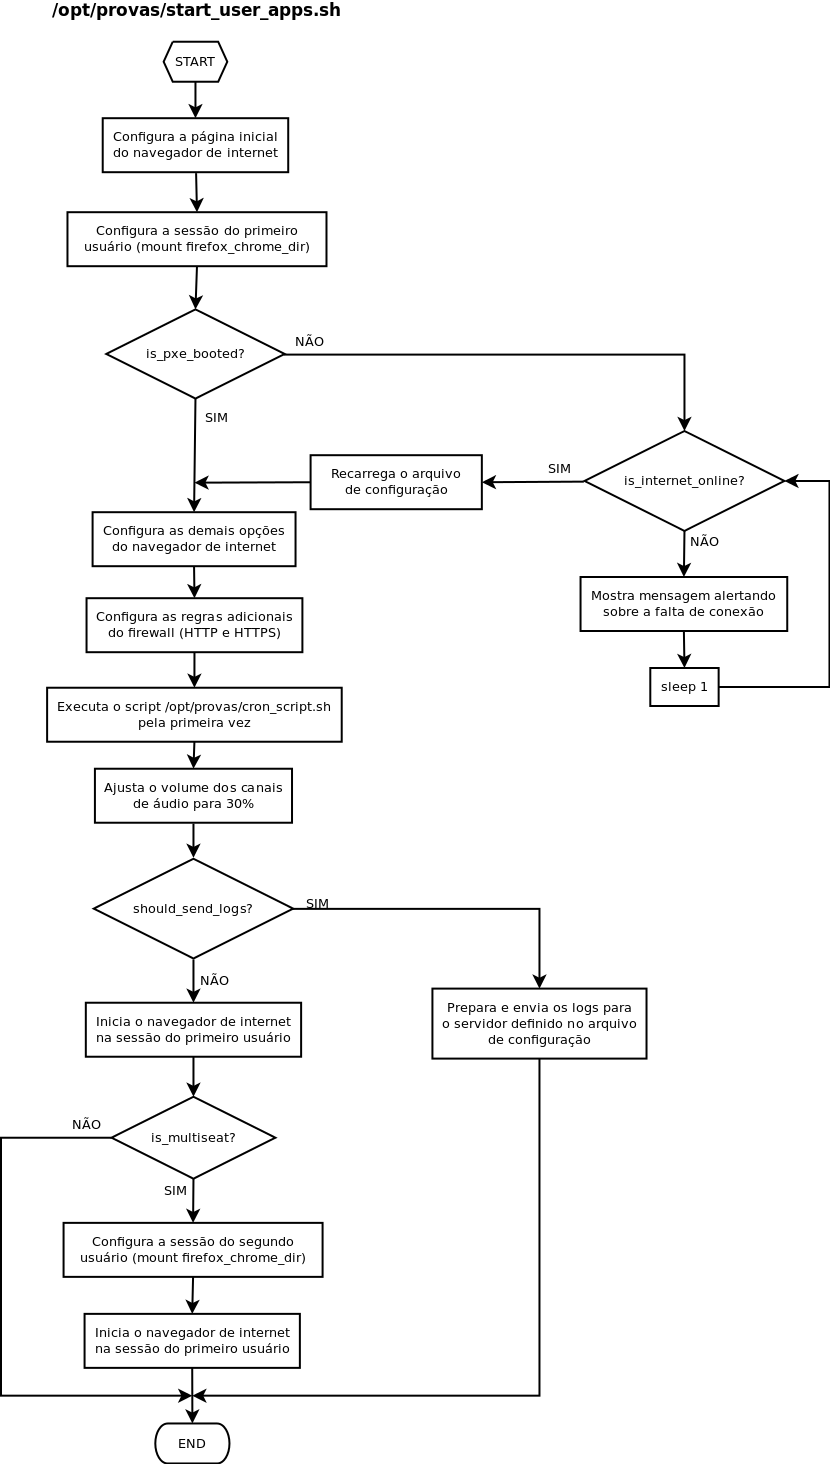 /opt/provas/start_user_apps.sh
START
Configura a página inicial
do navegador de internet
Configura a sessão do primeiro
usuário (mount firefox_chrome_dir)
is_pxe_booted?
NÃO
SIM
Recarrega o arquivo
de configuração
SIM
is_internet_online?
NÃO
Mostra mensagem alertando
sobre a falta de conexão
sleep 1
Configura as demais opções
do navegador de internet
Configura as regras adicionais
do firewall (HTTP e HTTPS)
Executa o script /opt/provas/cron_script.sh
pela primeira vez
Ajusta o volume dos canais
de áudio para 30%
should_send_logs?
SIM
NÃO
Prepara e envia os logs para
o servidor definido no arquivo
de configuração
Inicia o navegador de internet
na sessão do primeiro usuário
is_multiseat?
NÃO
SIM
Configura a sessão do segundo
usuário (mount firefox_chrome_dir)
Inicia o navegador de internet
na sessão do primeiro usuário
END